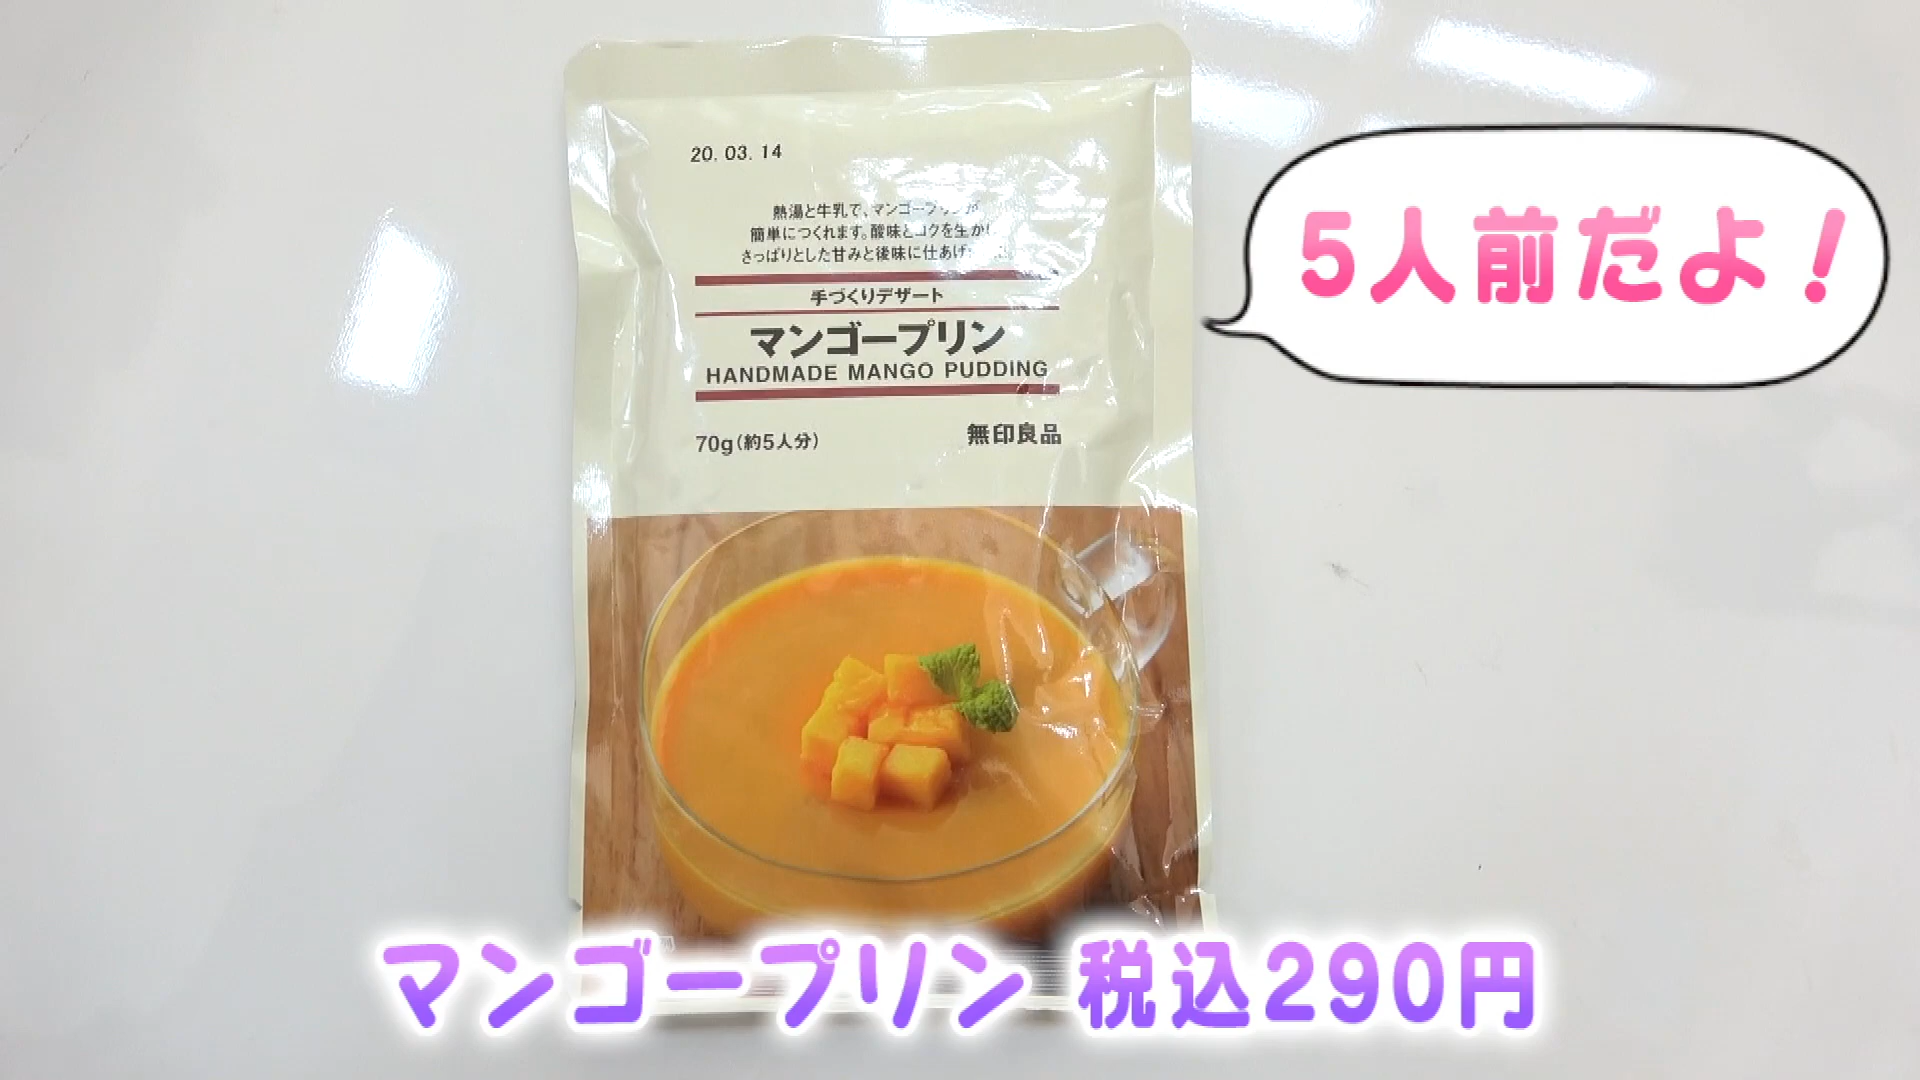 20.03.14
熱湯と牛乳で、マンゴープリンが
簡単につくれます。酸味とコクを生かし
さっぱりとした甘みと後味に仕あげ
手づくりデザート
マンゴープリン
HANDMADE MANGO PUDDING
70g(約5人分)
無印良品
5人前だよ!
マンゴープリン 税込290円